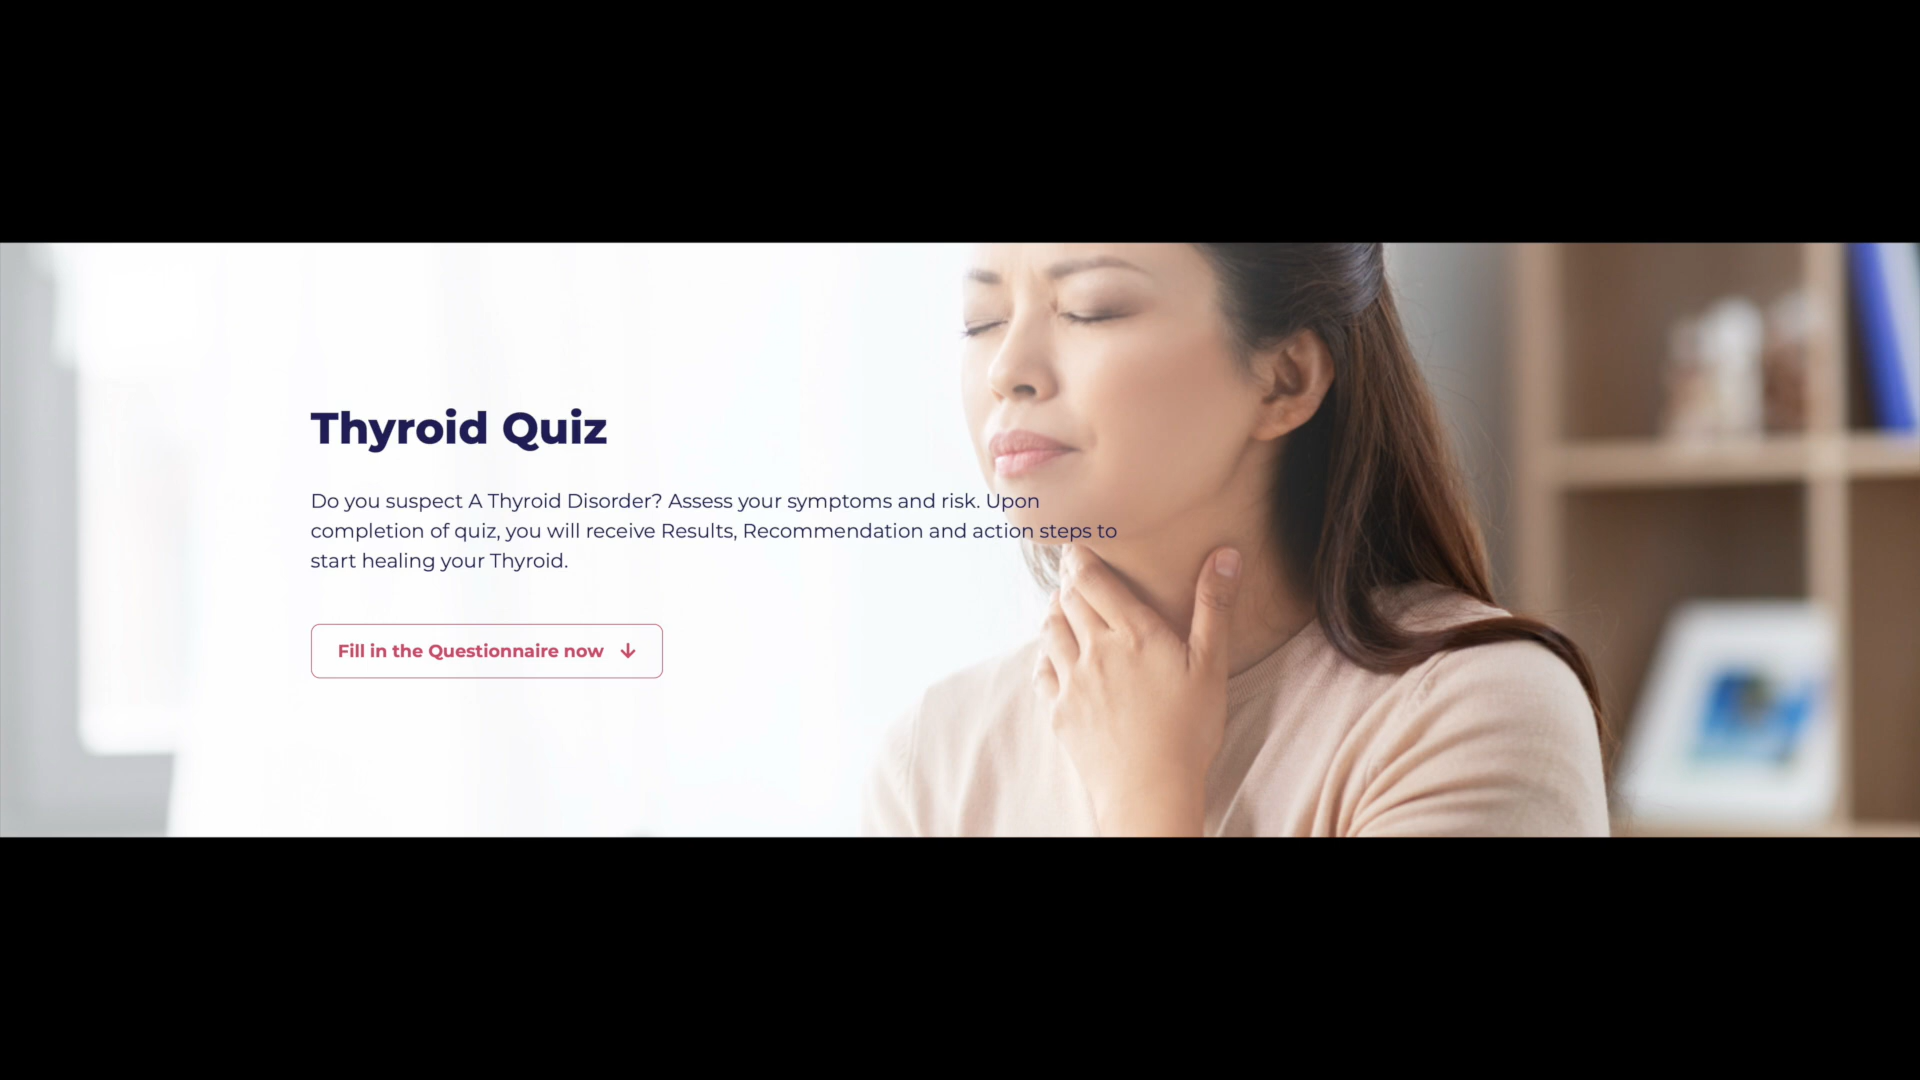 Thyroid Quiz
Do you suspect A Thyroid Disorder? Assess your symptoms and risk. Upon
completion of quiz, you will receive Results, Recommendation and action steps to
start healing your Thyroid.
Fill in the Questionnaire now ↓